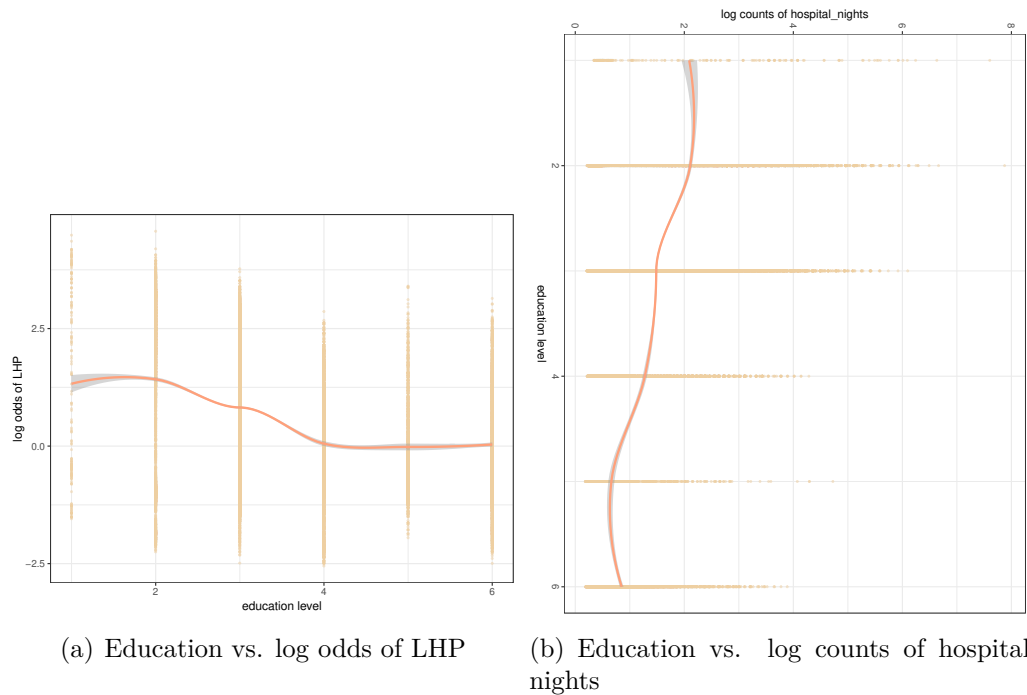 log counts of hospital_nights
0
2
4
6
8
2
4
6
education level
2.5
0.0
−2.5
log odds of LHP
2
4
6
education level
(a) Education vs. log odds of LHP
(b) Education vs. log counts of hospital
nights